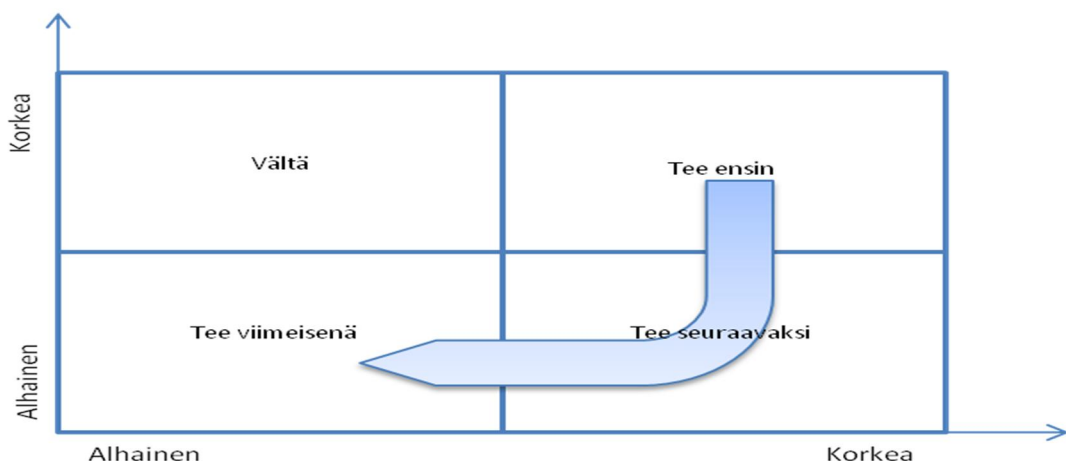 Korkea
Vältä
Tee ensin
Alhainen
Tee viimeisenä
Tee seuraavaksi
Alhainen
Korkea